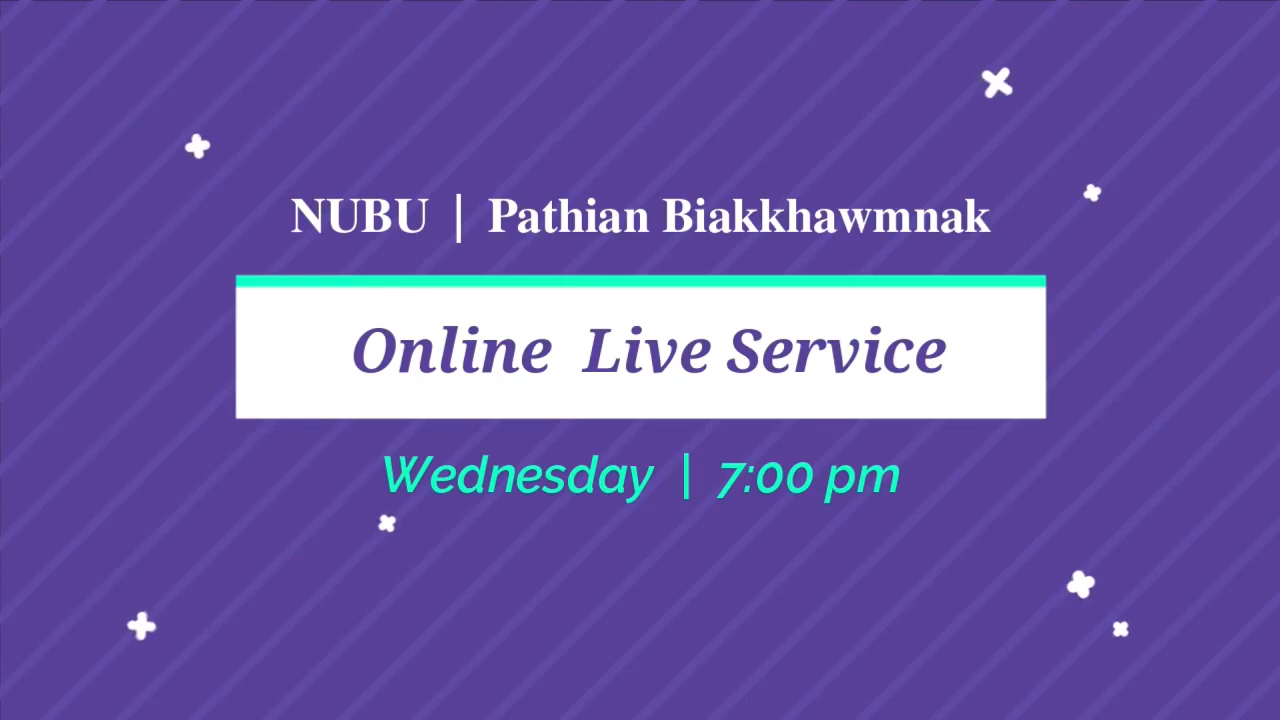 NUBU | Pathian Biakkhawmnak
Online Live Service
Wednesday | 7:00 pm